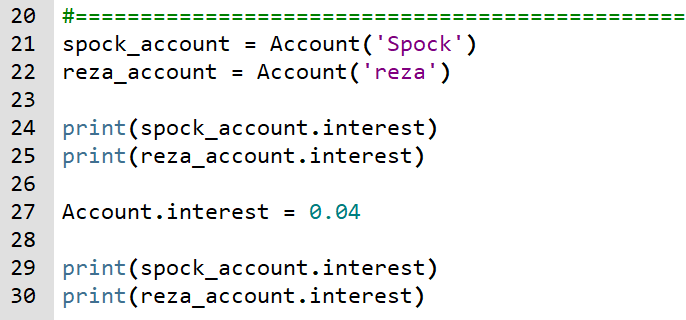 20 #===============================================
21 spock_account = Account('Spock')
22 reza_account = Account('reza')
23
24 print(spock_account.interest)
25 print(reza_account.interest)
26
27 Account.interest = 0.04
28
29 print(spock_account.interest)
30 print(reza_account.interest)